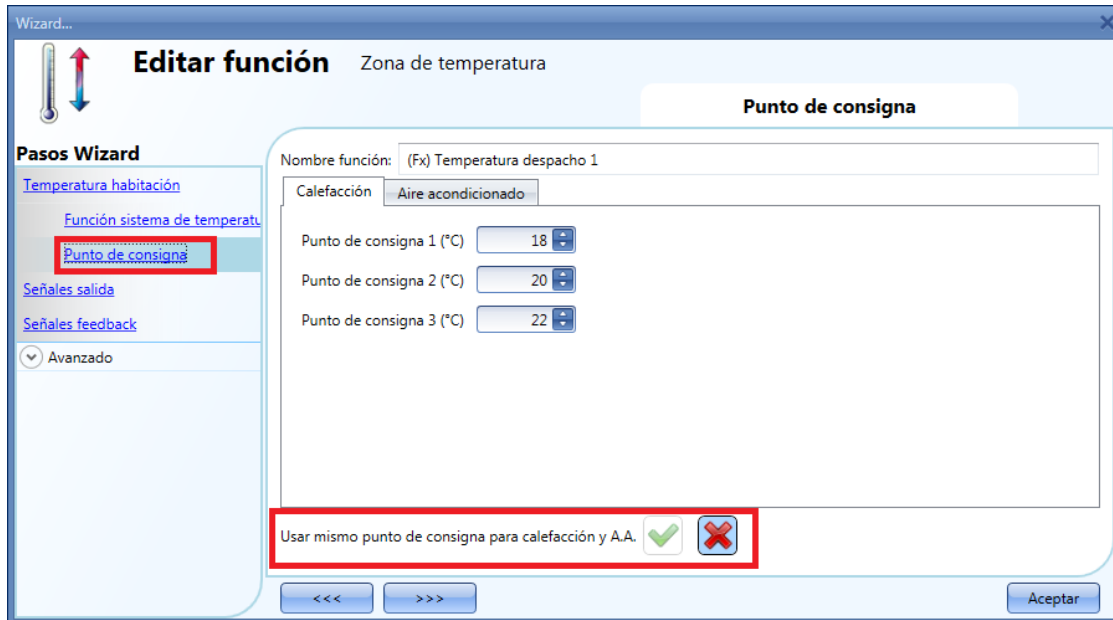 Wizard...
Editar función Zona de temperatura
Punto de consigna
Pasos Wizard
Temperatura habitación
Función sistema de temperatu
Punto de consigna
Señales salida
Señales feedback
Avanzado
Nombre función: (Fx) Temperatura despacho 1
Calefacción Aire acondicionado
Punto de consigna 1 (°C) 18
Punto de consigna 2 (°C) 20
Punto de consigna 3 (°C) 22
Usar mismo punto de consigna para calefacción y A.A.
<<< >>> Aceptar